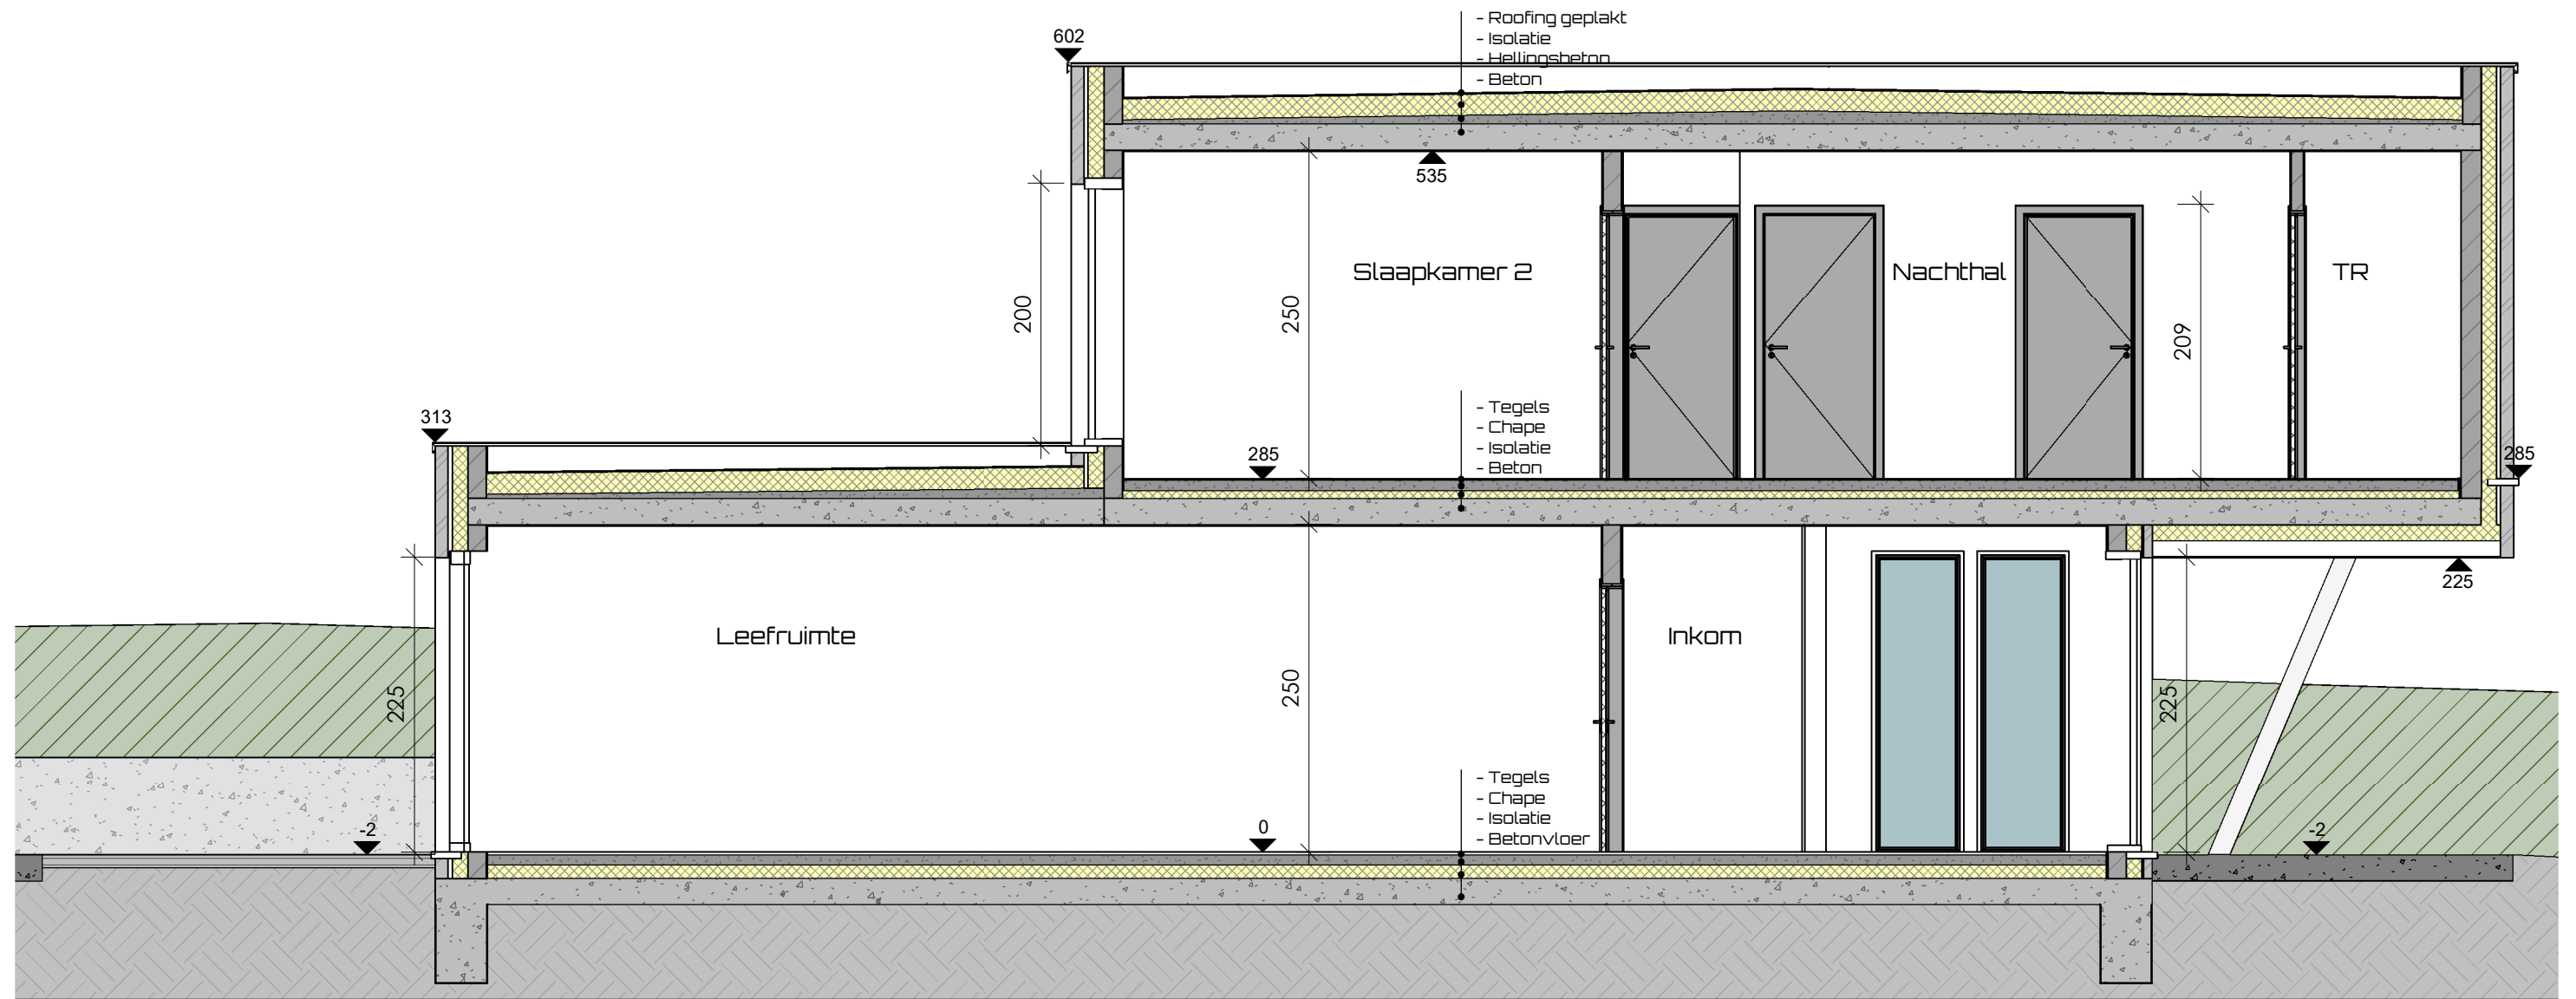 - Roofing geplakt
- Isolatie
- Hellingsbeton
- Beton
602
535
Slaapkamer 2
Nachthal
TR
200
250
209
- Tegels
- Chape
- Isolatie
- Beton
313
285
285
225
Leefruimte
Inkom
225
250
225
- Tegels
- Chape
- Isolatie
- Betonvloer
-2
0
-2